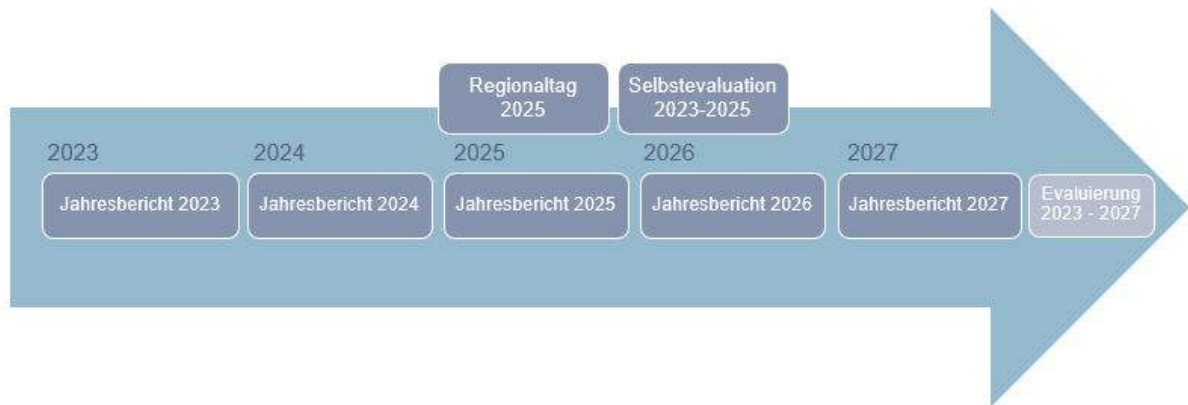 Regionaltag
2025
Selbstevaluation
2023-2025
2023
2024
2025
2026
2027
Jahresbericht 2023
Jahresbericht 2024
Jahresbericht 2025
Jahresbericht 2026
Jahresbericht 2027
Evaluierung
2023 - 2027